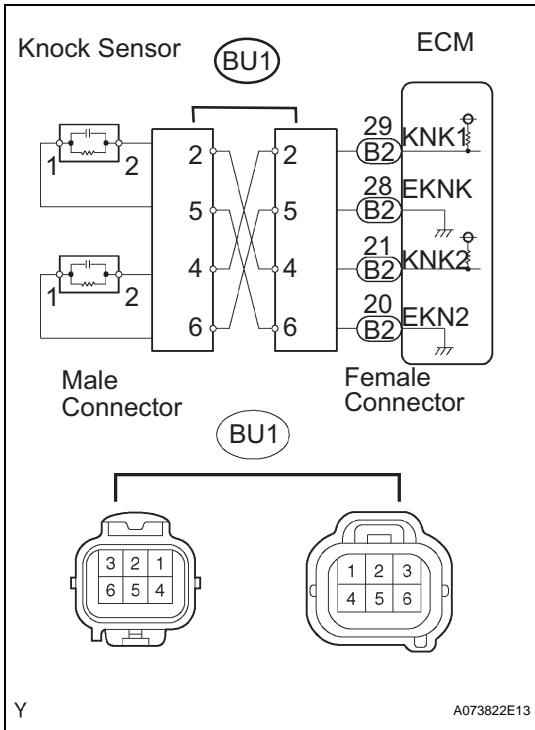 Knock Sensor
BU1
ECM
1
2
2
5
4
6
1
2
2
5
4
6
29
B2
KNK1
28
B2
EKNK
21
B2
KNK2
20
B2
EKN2
Male
Connector
Female
Connector
BU1
3 2 1
6 5 4
1 2 3
4 5 6
Y
A073822E13